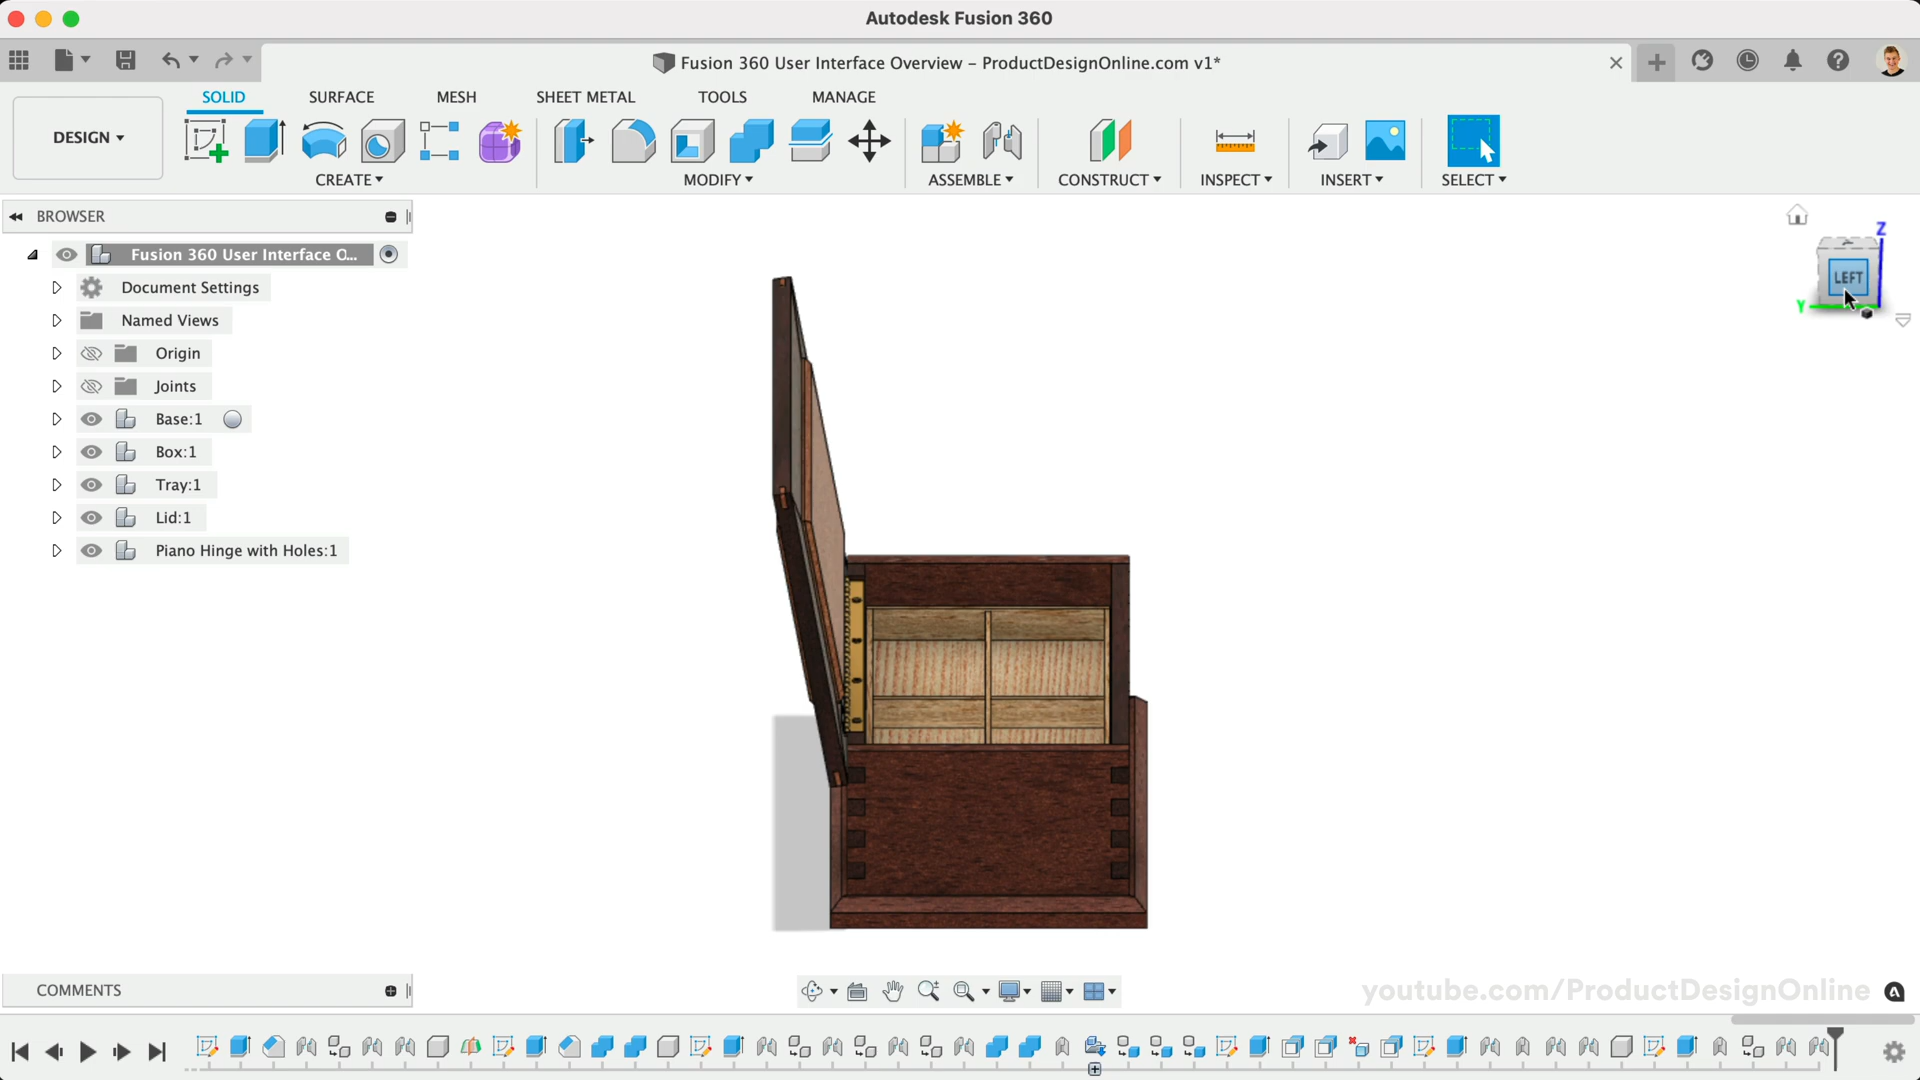 Autodesk Fusion 360
Fusion 360 User Interface Overview – ProductDesignOnline.com v1*
SOLID
SURFACE
MESH
SHEET METAL
TOOLS
MANAGE
DESIGN
CREATE
MODIFY
ASSEMBLE
CONSTRUCT
INSPECT
INSERT
SELECT
BROWSER
Fusion 360 User Interface O...
Document Settings
Named Views
Origin
Joints
Base:1
Box:1
Tray:1
Lid:1
Piano Hinge with Holes:1
Z
LEFT
Y
COMMENTS
youtube.com/ProductDesignOnline